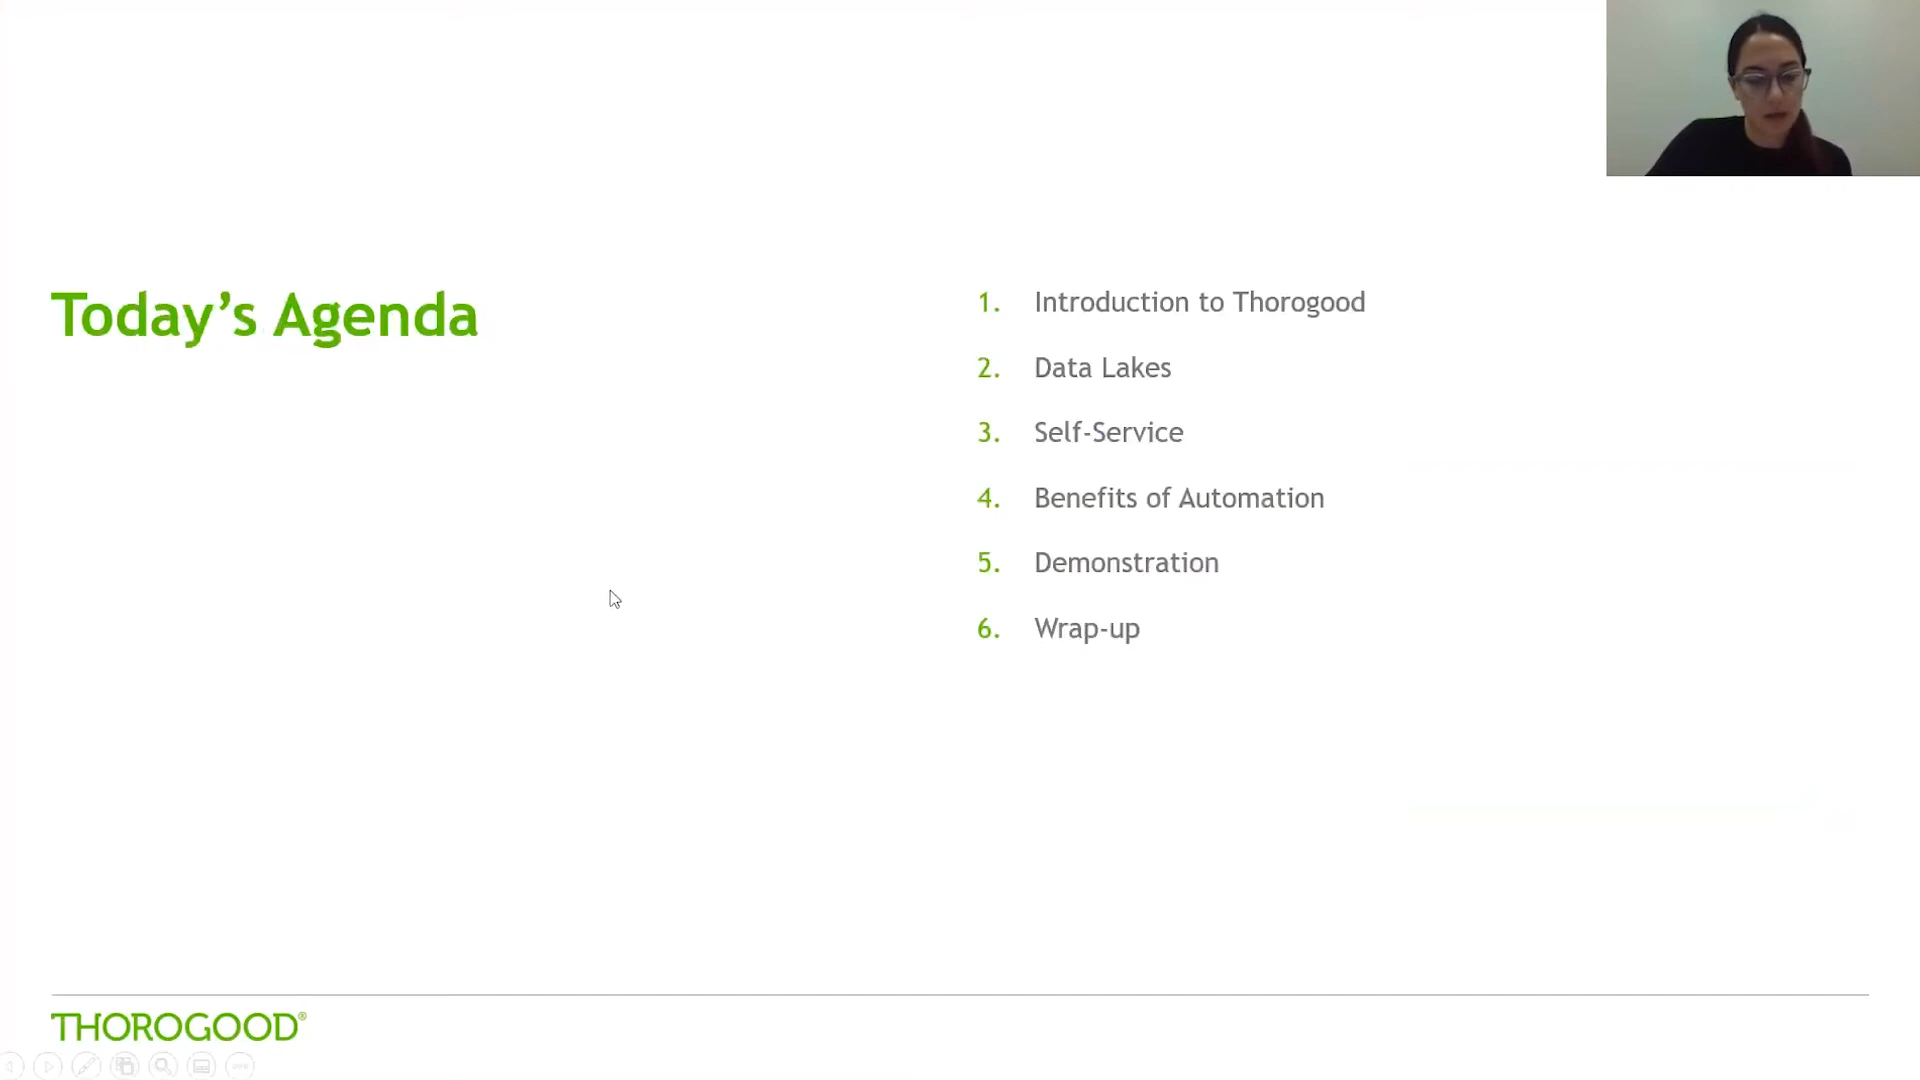 Today’s Agenda
1. Introduction to Thorogood
2. Data Lakes
3. Self-Service
4. Benefits of Automation
5. Demonstration
6. Wrap-up
THOROGOOD®